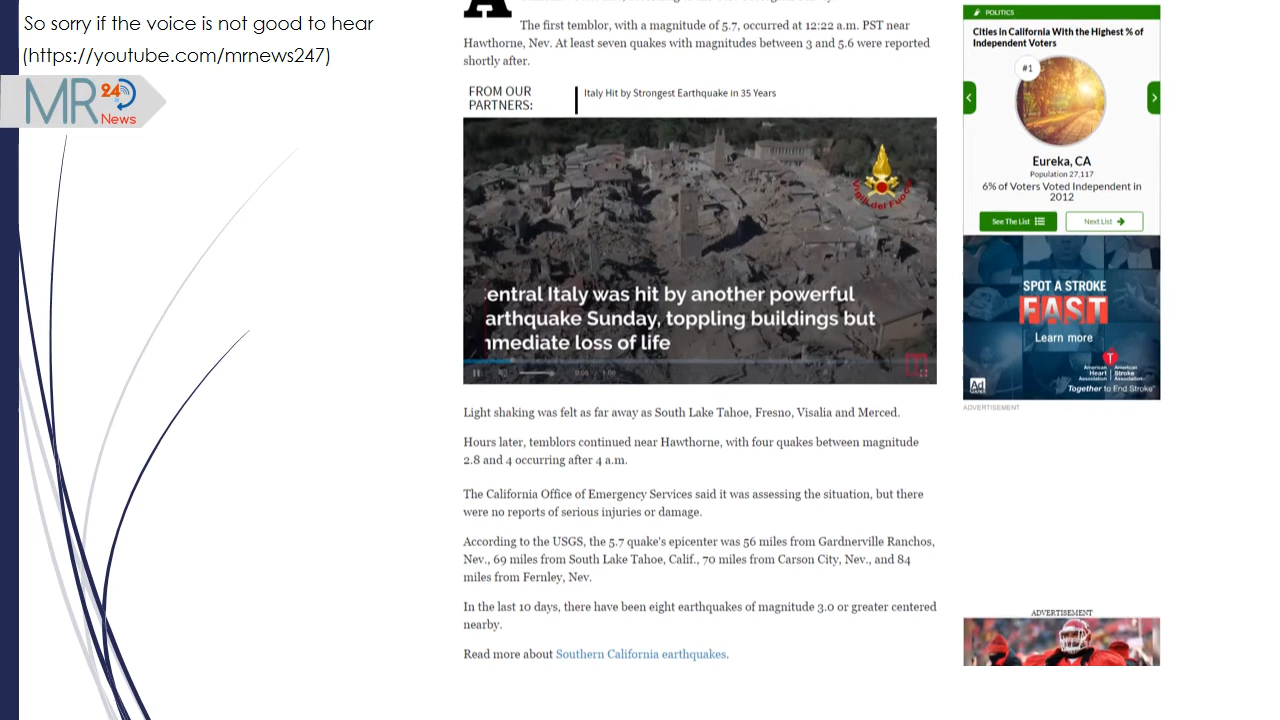 So sorry if the voice is not good to hear
(https://youtube.com/mrnews247)
MR 24
News
A
The first temblor, with a magnitude of 5.7, occurred at 12:22 a.m. PST near
Hawthorne, Nev. At least seven quakes with magnitudes between 3 and 5.6 were reported
shortly after.
FROM OUR
PARTNERS:
Italy Hit by Strongest Earthquake in 35 Years
Vigili del Fuoco
entral Italy was hit by another powerful
arthquake Sunday, toppling buildings but
mediate loss of life
Light shaking was felt as far away as South Lake Tahoe, Fresno, Visalia and Merced.
Hours later, temblors continued near Hawthorne, with four quakes between magnitude
2.8 and 4 occurring after 4 a.m.
The California Office of Emergency Services said it was assessing the situation, but there
were no reports of serious injuries or damage.
According to the USGS, the 5.7 quake's epicenter was 56 miles from Gardnerville Ranchos,
Nev., 69 miles from South Lake Tahoe, Calif., 70 miles from Carson City, Nev., and 84
miles from Fernley, Nev.
In the last 10 days, there have been eight earthquakes of magnitude 3.0 or greater centered
nearby.
Read more about Southern California earthquakes.
POLITICS
Cities in California With the Highest % of
Independent Voters
#1
Eureka, CA
Population 27,117
6% of Voters Voted Independent in
2012
See The List
Next List
SPOT A STROKE
FAST
Learn more
American Heart Association
American Stroke Association
Together to End Stroke
Ad
ADVERTISEMENT
ADVERTISEMENT